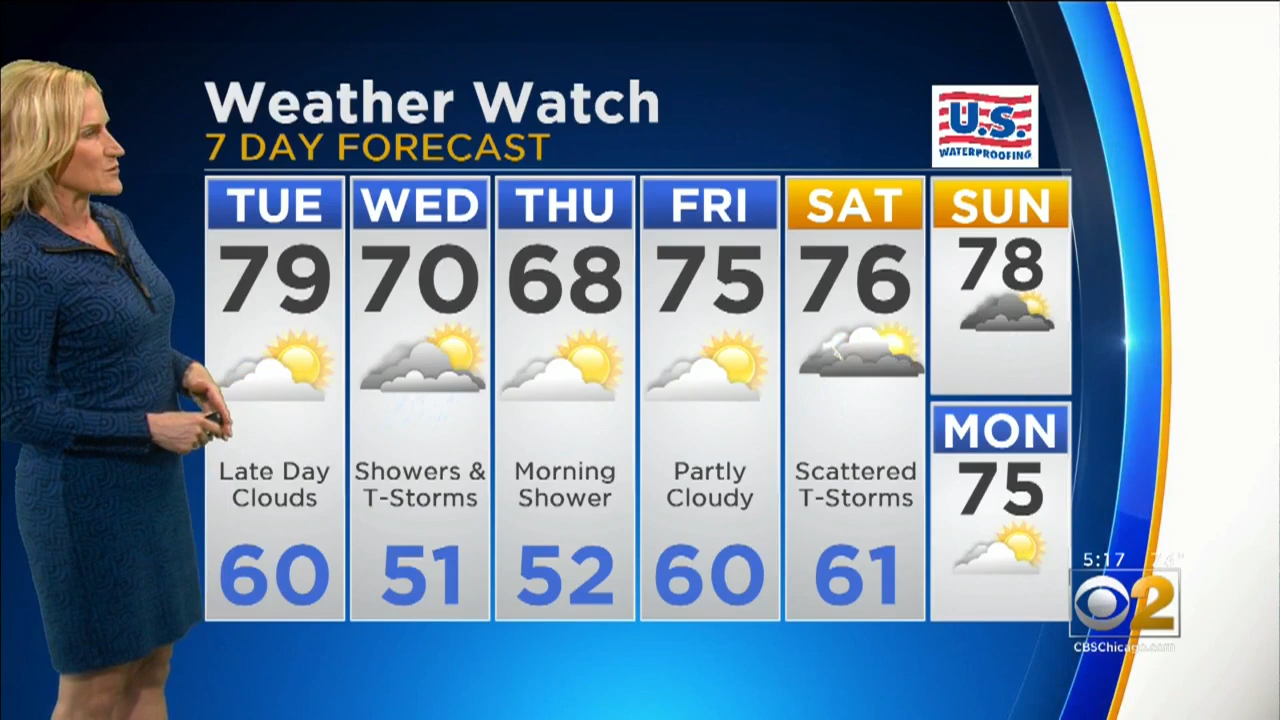 Weather Watch
7 DAY FORECAST
U.S.
WATERPROOFING
TUE
79
Late Day
Clouds
60
WED
70
Showers &
T-Storms
51
THU
68
Morning
Shower
52
FRI
75
Partly
Cloudy
60
SAT
76
Scattered
T-Storms
61
SUN
78
MON
75
5:17
2
CBSChicago.com